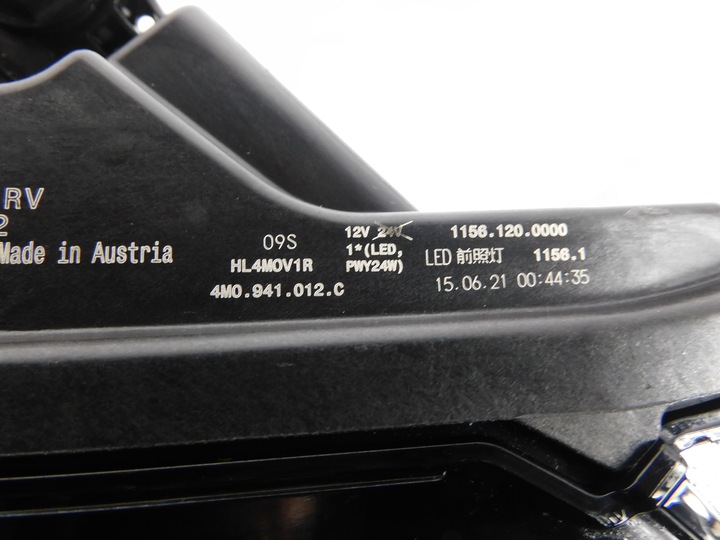 RV
2
Made in Austria
09S
HL4MOV1R
4M0.941.012.C
12V 24V
1*(LED,
PWY24W)
1156.120.0000
LED 前照灯 1156.1
15.06.21 00:44:35